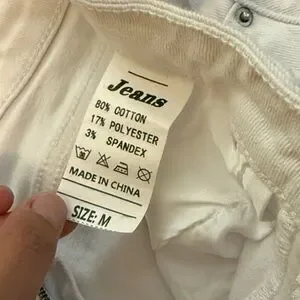 Jeans
80% COTTON
17% POLYESTER
3% SPANDEX
MADE IN CHINA
SIZE: M